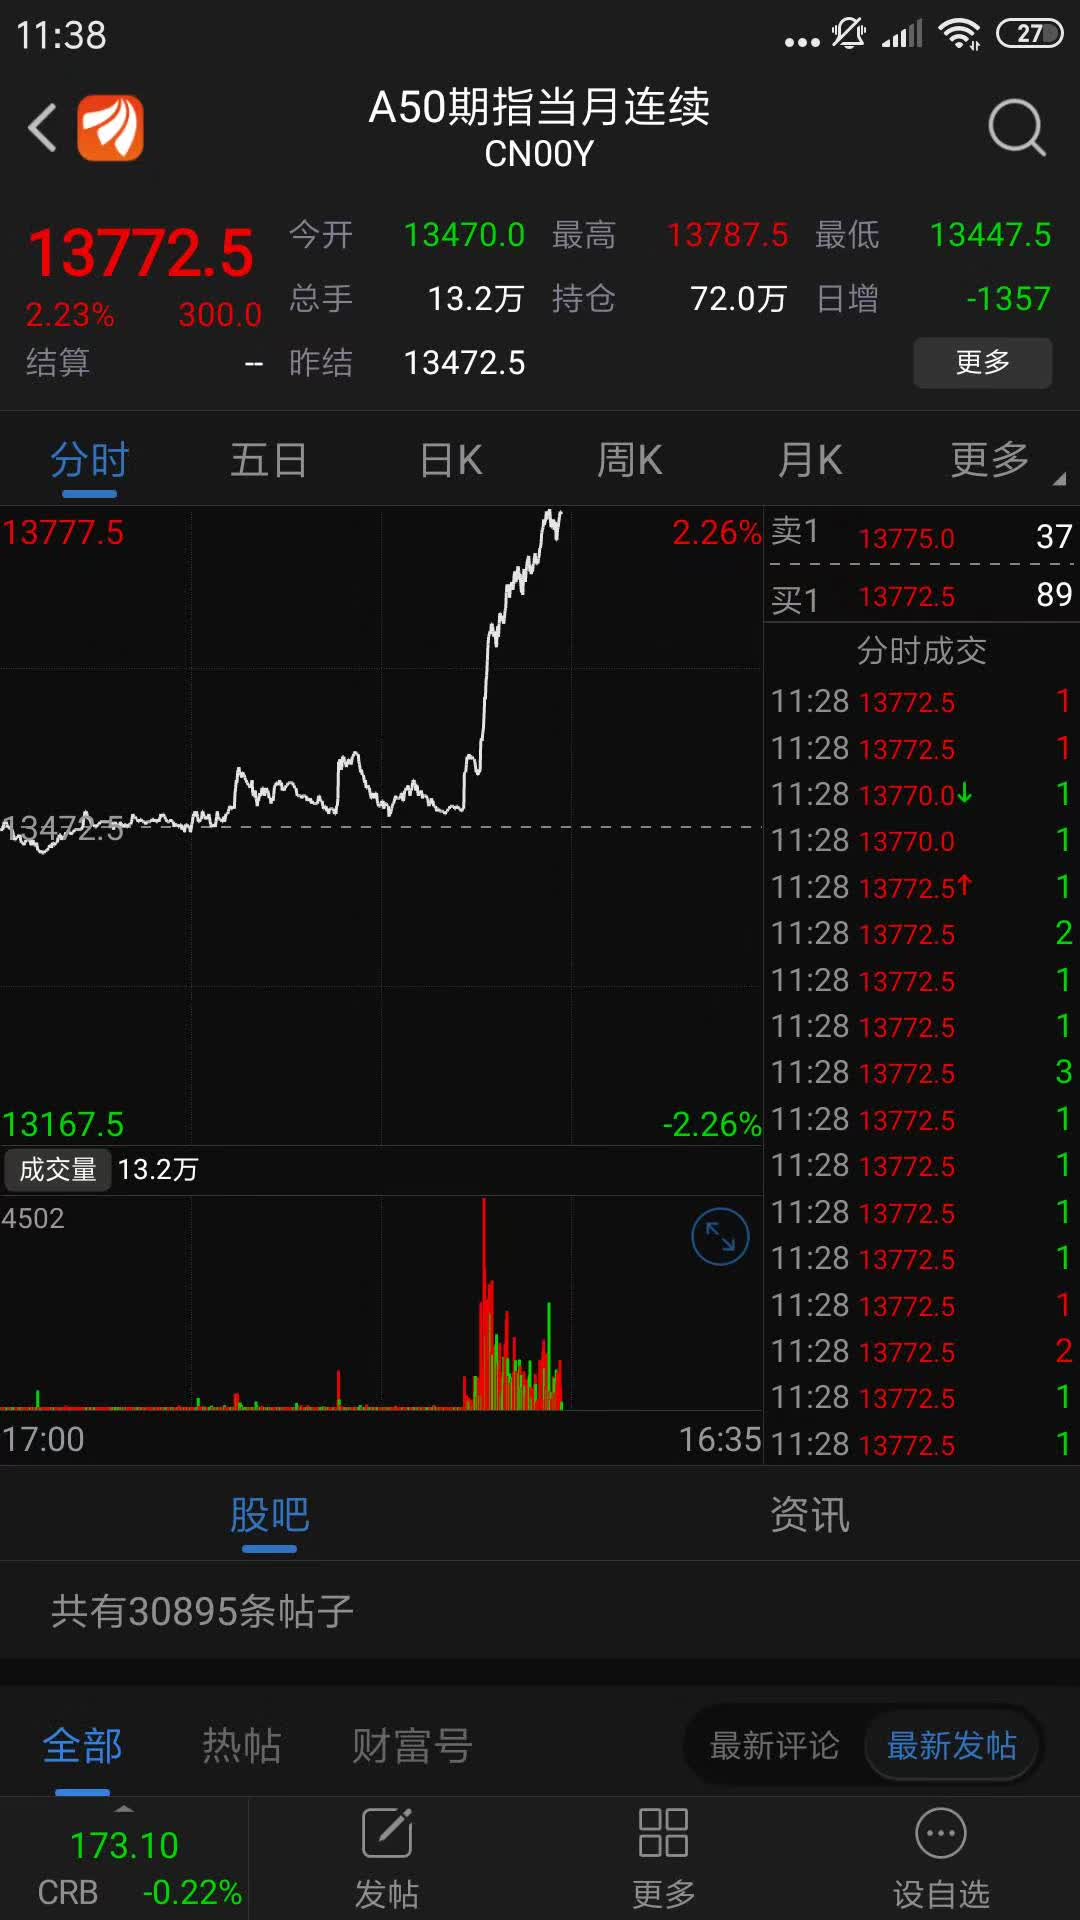 11:38
27
A50期指当月连续
CN00Y
13772.5
2.23% 300.0
今开 13470.0 最高 13787.5 最低 13447.5
总手 13.2万 持仓 72.0万 日增 -1357
结算 -- 昨结 13472.5
更多
分时 五日 日K 周K 月K 更多
13777.5 2.26%
13472.5
13167.5 -2.26%
成交量 13.2万
4502
17:00 16:35
卖1 13775.0 37
买1 13772.5 89
分时成交
11:28 13772.5 1
11:28 13772.5 1
11:28 13770.0↓ 1
11:28 13770.0 1
11:28 13772.5↑ 1
11:28 13772.5 2
11:28 13772.5 1
11:28 13772.5 1
11:28 13772.5 3
11:28 13772.5 1
11:28 13772.5 1
11:28 13772.5 1
11:28 13772.5 1
11:28 13772.5 1
11:28 13772.5 2
11:28 13772.5 1
11:28 13772.5 1
股吧 资讯
共有30895条帖子
全部 热帖 财富号 最新评论 最新发帖
173.10
CRB -0.22%
发帖 更多 设自选